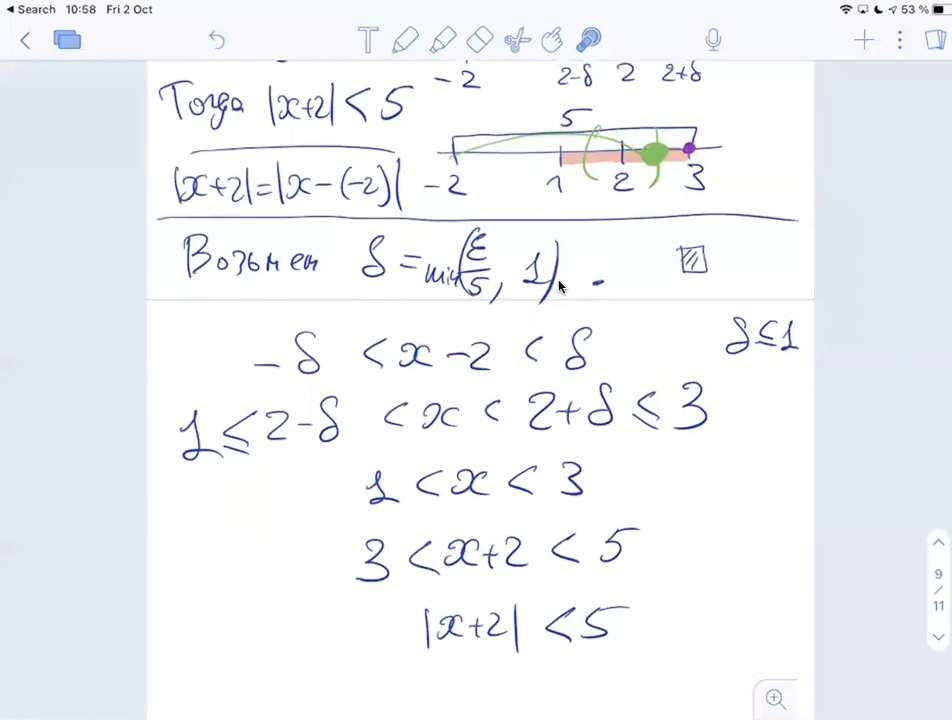 Search 10:58 Fri 2 Oct 53 %
-2 2-δ 2 2+δ
Тогда |x+2| < 5
5
|x+2| = |x-(-2)|
-2 1 2 3
Возьмем δ = min(ε/5, 1).
-δ < x-2 < δ
δ ≤ 1
1 ≤ 2-δ < x < 2+δ ≤ 3
1 < x < 3
3 < x+2 < 5
|x+2| < 5
9
/
11